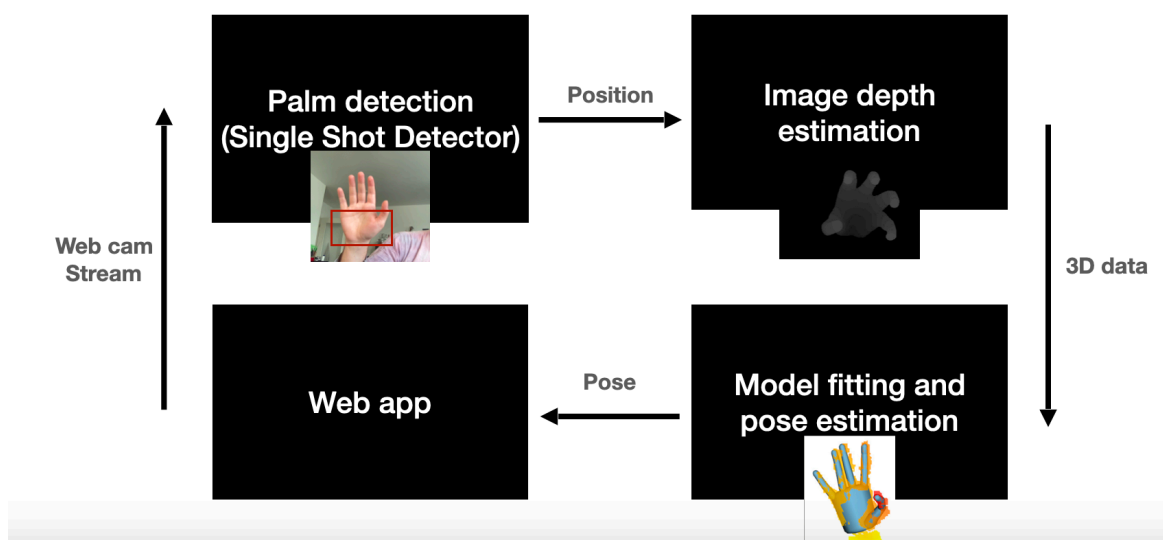 Palm detection
(Single Shot Detector)
Position
Image depth
estimation
Web cam
Stream
3D data
Web app
Pose
Model fitting and
pose estimation